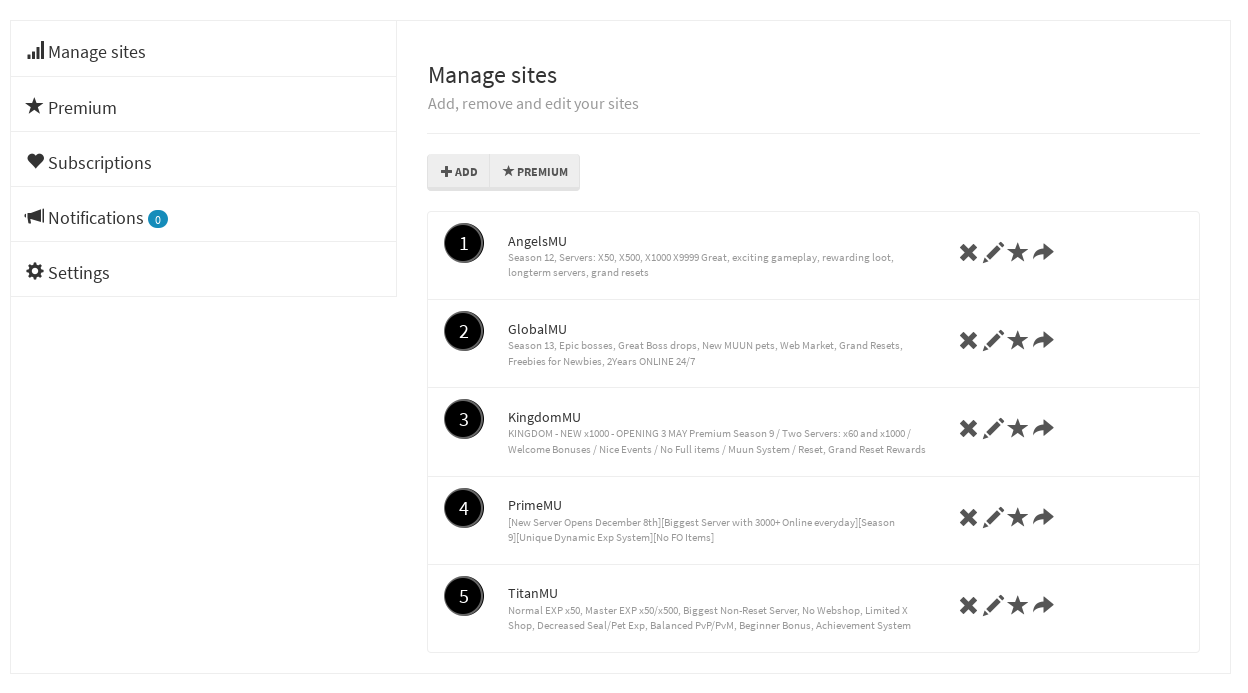 Manage sites
Premium
Subscriptions
Notifications 0
Settings
Manage sites
Add, remove and edit your sites
ADD PREMIUM
1
AngelsMU
Season 12, Servers: X50, X500, X1000 X9999 Great, exciting gameplay, rewarding loot,
longterm servers, grand resets
2
GlobalMU
Season 13, Epic bosses, Great Boss drops, New MUUN pets, Web Market, Grand Resets,
Freebies for Newbies, 2Years ONLINE 24/7
3
KingdomMU
KINGDOM - NEW x1000 - OPENING 3 MAY Premium Season 9 / Two Servers: x60 and x1000 /
Welcome Bonuses / Nice Events / No Full items / Muun System / Reset, Grand Reset Rewards
4
PrimeMU
[New Server Opens December 8th][Biggest Server with 3000+ Online everyday][Season
9][Unique Dynamic Exp System][No FO Items]
5
TitanMU
Normal EXP x50, Master EXP x50/x500, Biggest Non-Reset Server, No Webshop, Limited X
Shop, Decreased Seal/Pet Exp, Balanced PvP/PvM, Beginner Bonus, Achievement System